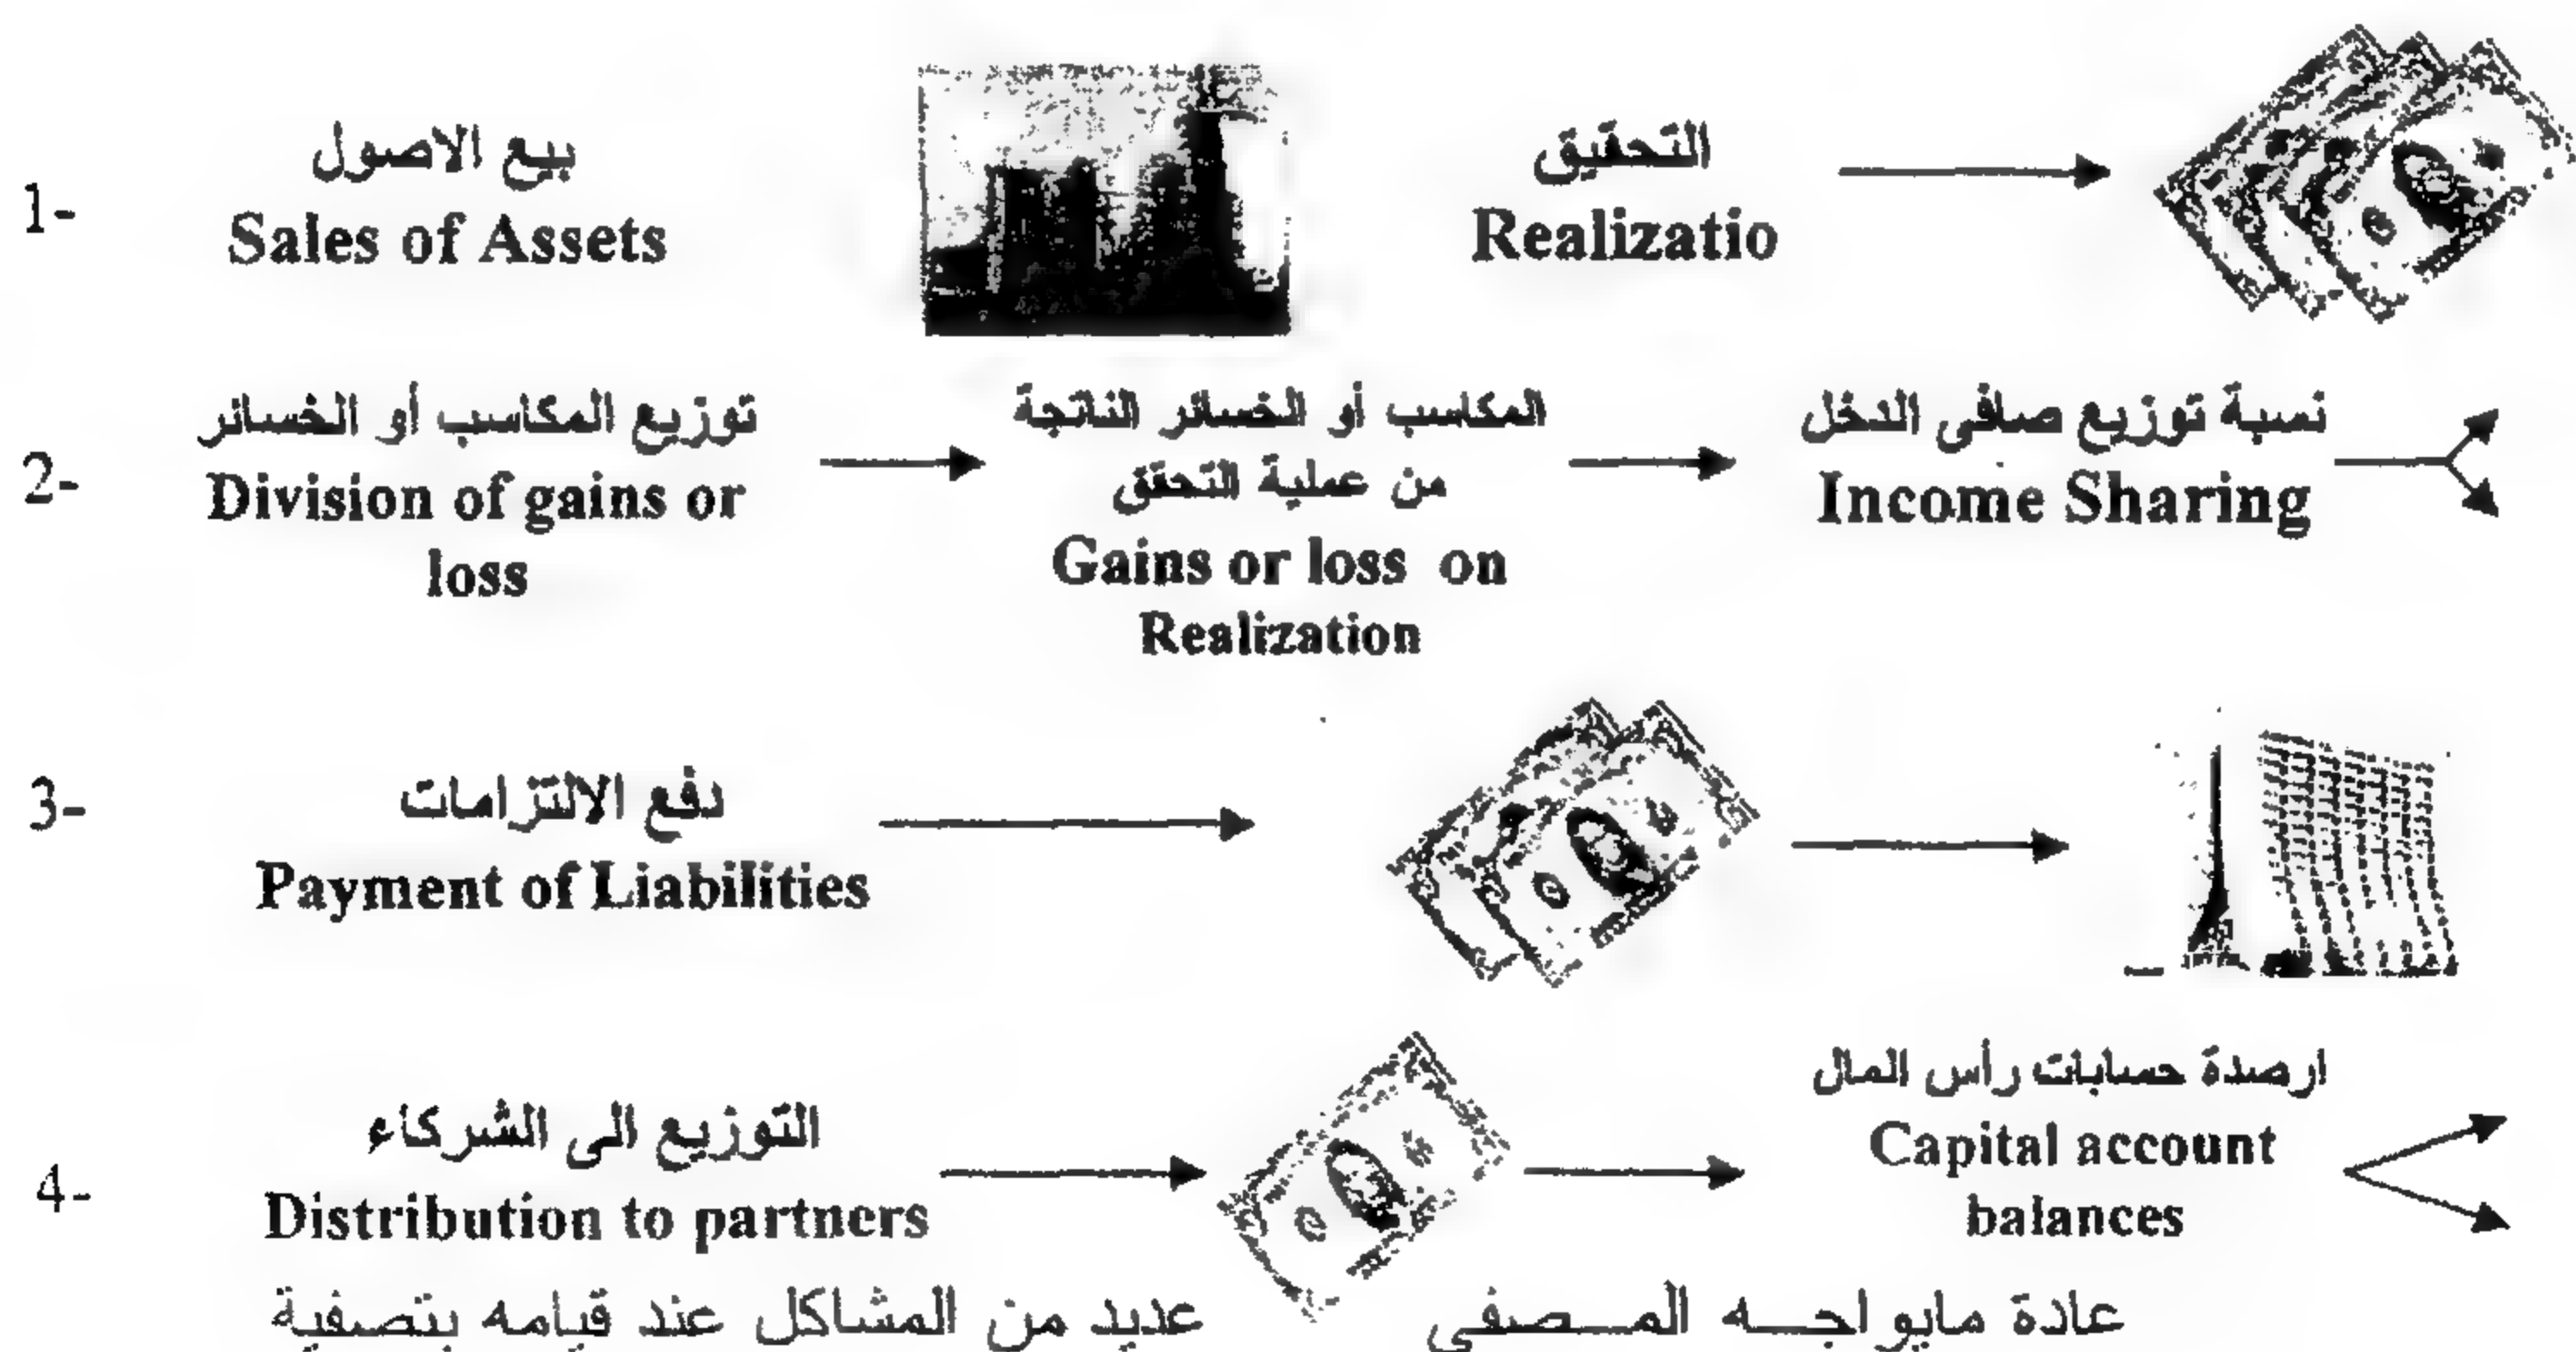 1-
بيع الاصول
Sales of Assets
التحقيق
Realizatio
2-
توزيع المكاسب أو الخسائر
Division of gains or
loss
المكاسب أو الخسائر الناتجة
من عملية التحقق
Gains or loss on
Realization
نسبة توزيع صافى الدخل
Income Sharing
3-
دفع الالتزامات
Payment of Liabilities
4-
التوزيع الى الشركاء
Distribution to partners
ارصدة حسابات رأس المال
Capital account
balances
عادة مايواجه المصفى عديد من المشاكل عند قيامه بتصفية